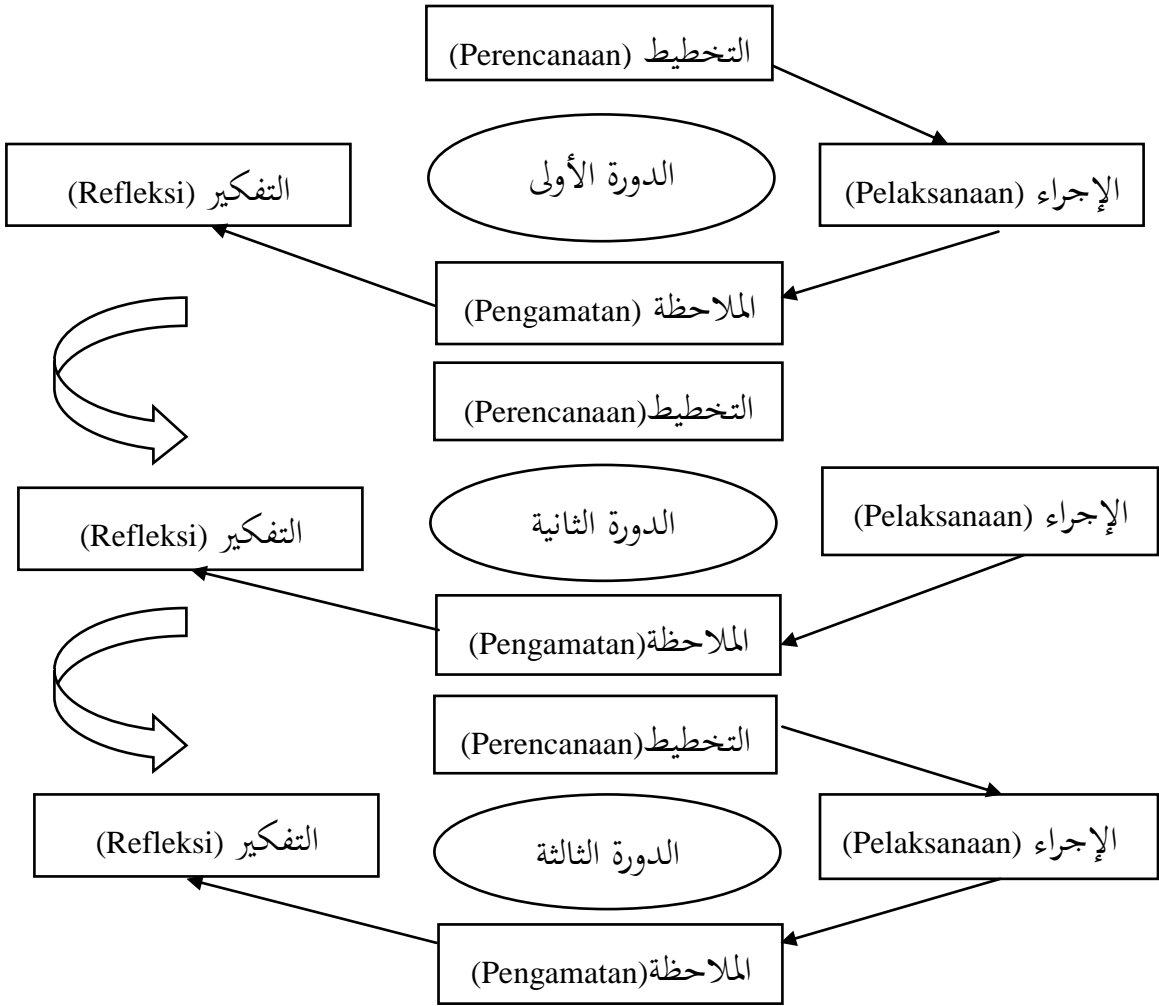 التخطيط (Perencanaan)
الدورة الأولى
الإجراء (Pelaksanaan)
التفكير (Refleksi)
الملاحظة (Pengamatan)
التخطيط(Perencanaan)
الإجراء (Pelaksanaan)
الدورة الثانية
التفكير (Refleksi)
الملاحظة(Pengamatan)
التخطيط(Perencanaan)
الإجراء (Pelaksanaan)
الدورة الثالثة
التفكير (Refleksi)
الملاحظة(Pengamatan)